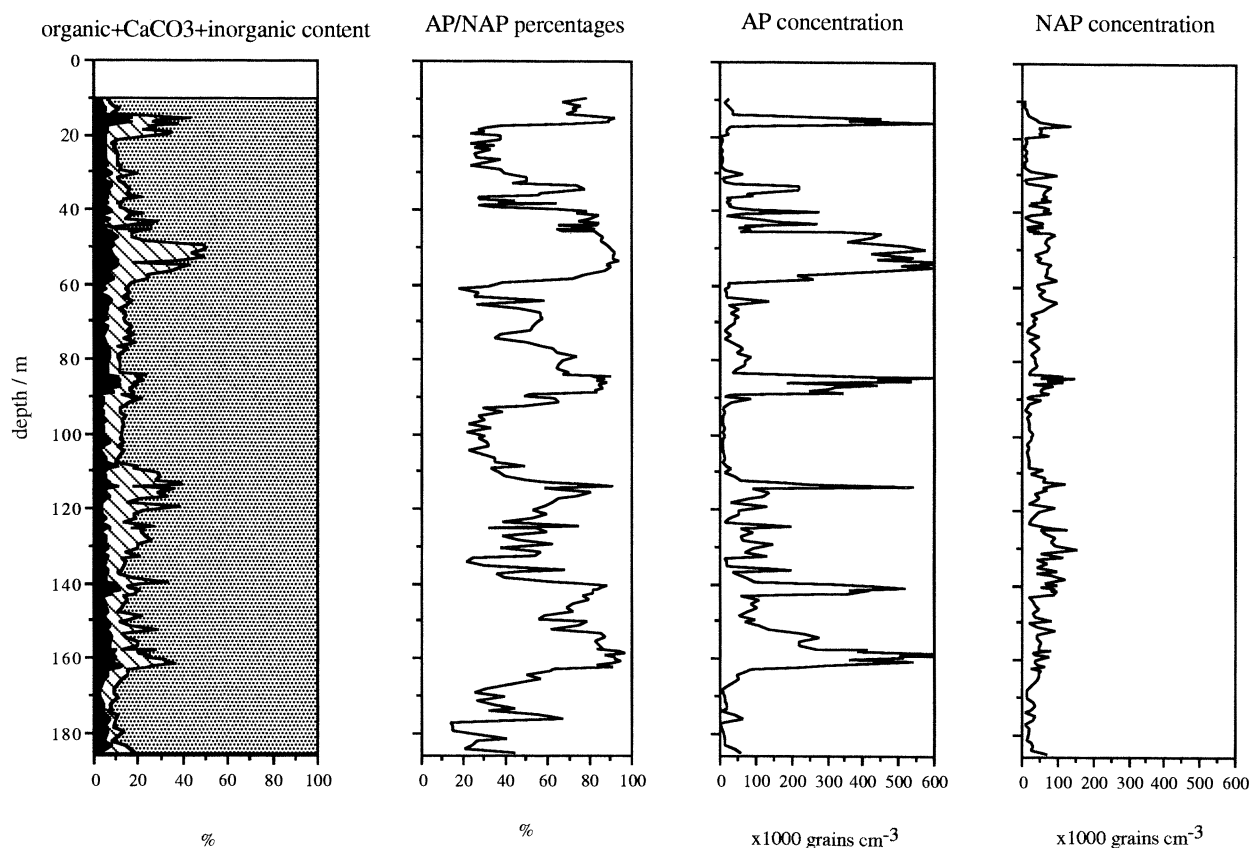 organic+CaCO3+inorganic content
AP/NAP percentages
AP concentration
NAP concentration
depth / m
0
20
40
60
80
100
120
140
160
180
0 20 40 60 80 100
0 20 40 60 80 100
0 100 200 300 400 500 600
0 100 200 300 400 500 600
%
%
x1000 grains cm-3
x1000 grains cm-3